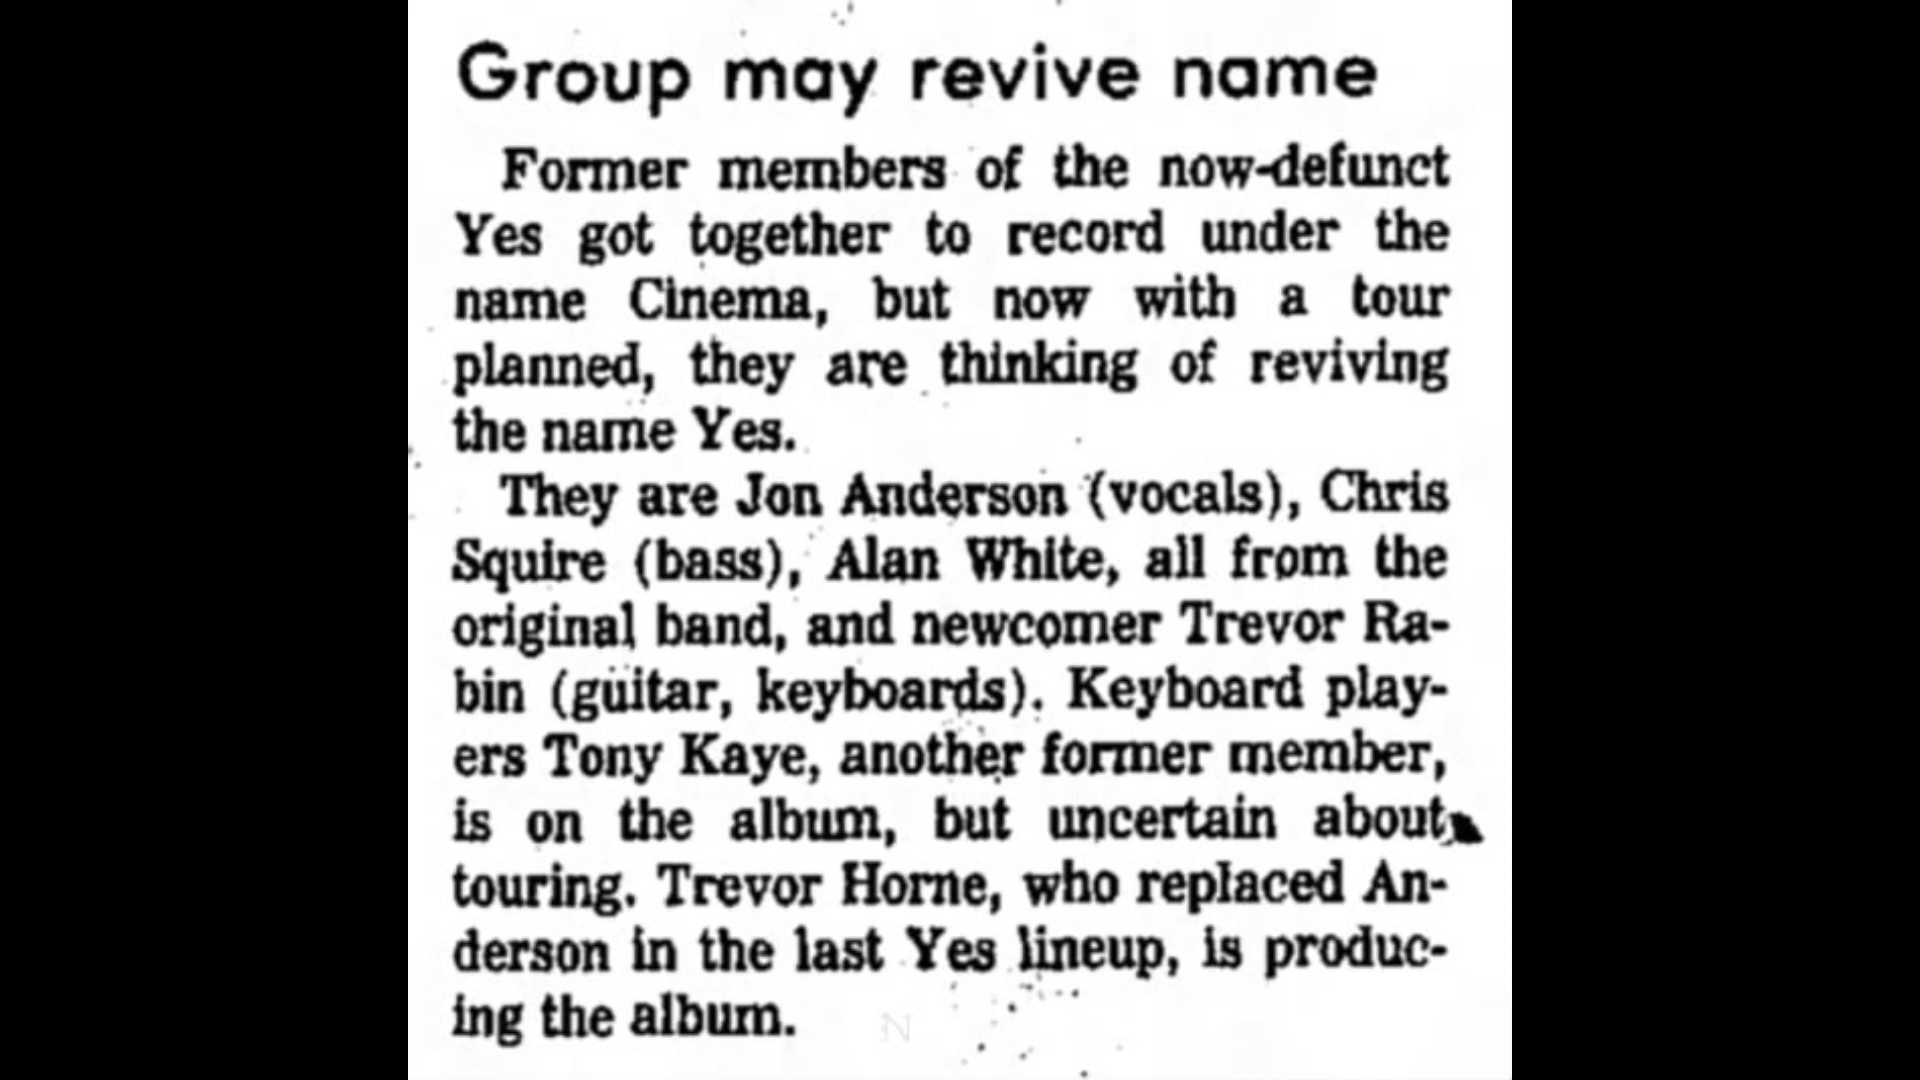 Group may revive name
Former members of the now-defunct
Yes got together to record under the
name Cinema, but now with a tour
planned, they are thinking of reviving
the name Yes.
They are Jon Anderson (vocals), Chris
Squire (bass), Alan White, all from the
original band, and newcomer Trevor Ra-
bin (guitar, keyboards). Keyboard play-
ers Tony Kaye, another former member,
is on the album, but uncertain about
touring. Trevor Horne, who replaced An-
derson in the last Yes lineup, is produc-
ing the album.